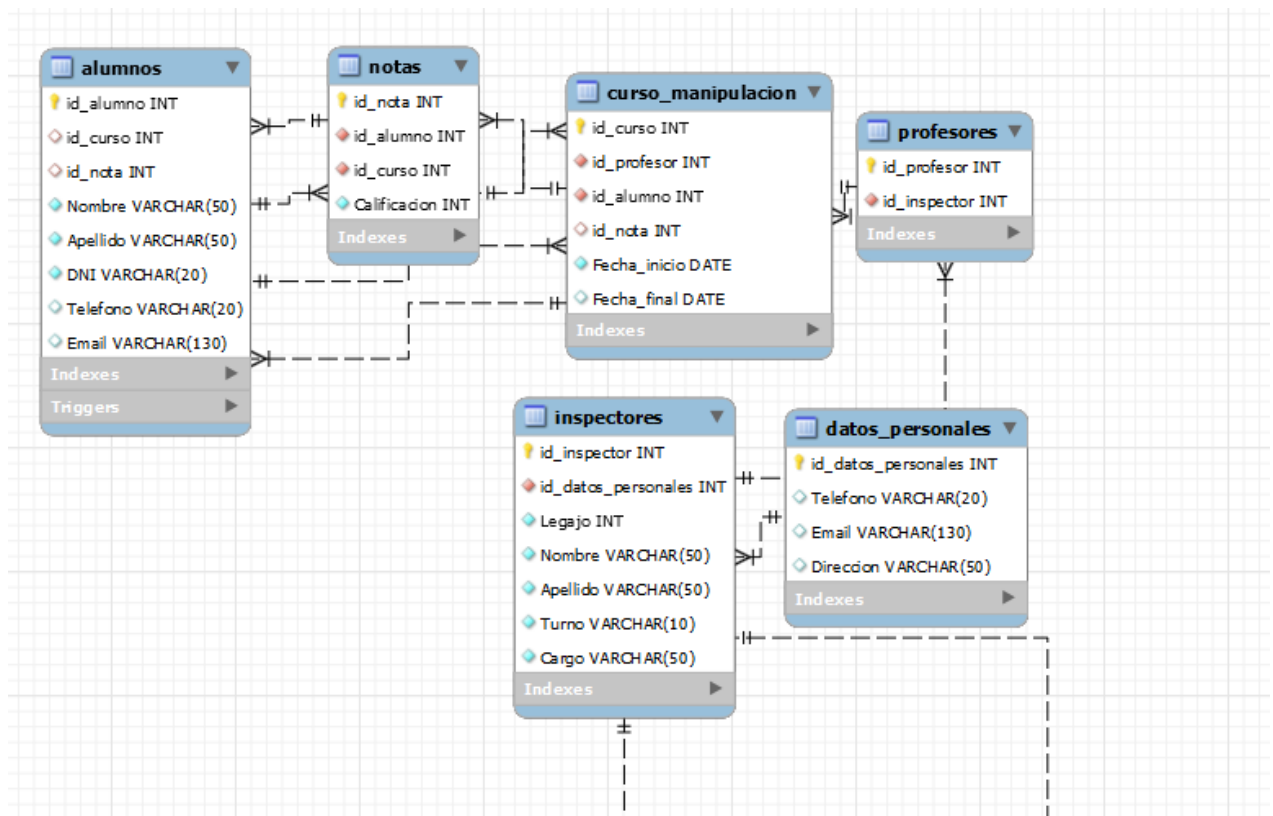 alumnos
id_alumno INT
id_curso INT
id_nota INT
Nombre VARCHAR(50)
Apellido VARCHAR(50)
DNI VARCHAR(20)
Telefono VARCHAR(20)
Email VARCHAR(130)
Indexes
Triggers
notas
id_nota INT
id_alumno INT
id_curso INT
Calificacion INT
Indexes
curso_manipulacion
id_curso INT
id_profesor INT
id_alumno INT
id_nota INT
Fecha_inicio DATE
Fecha_final DATE
Indexes
profesores
id_profesor INT
id_inspector INT
Indexes
inspectores
id_inspector INT
id_datos_personales INT
Legajo INT
Nombre VARCHAR(50)
Apellido VARCHAR(50)
Turno VARCHAR(10)
Cargo VARCHAR(50)
Indexes
datos_personales
id_datos_personales INT
Telefono VARCHAR(20)
Email VARCHAR(130)
Direccion VARCHAR(50)
Indexes